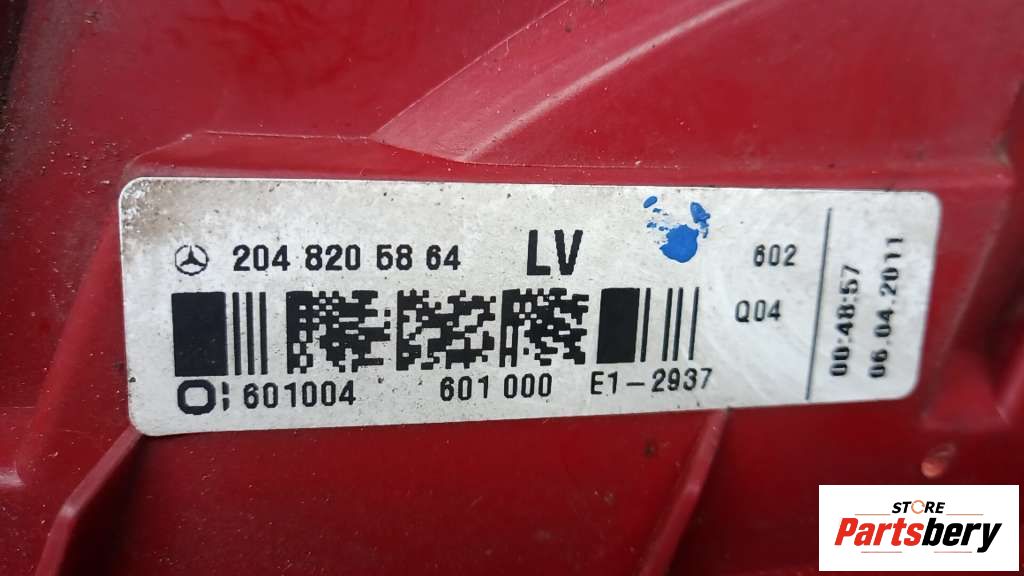 204 820 58 64 LV 602
Q04
00:48:57
06.04.2011
O: 601004 601 000 E1-2937
STORE
Partsbery